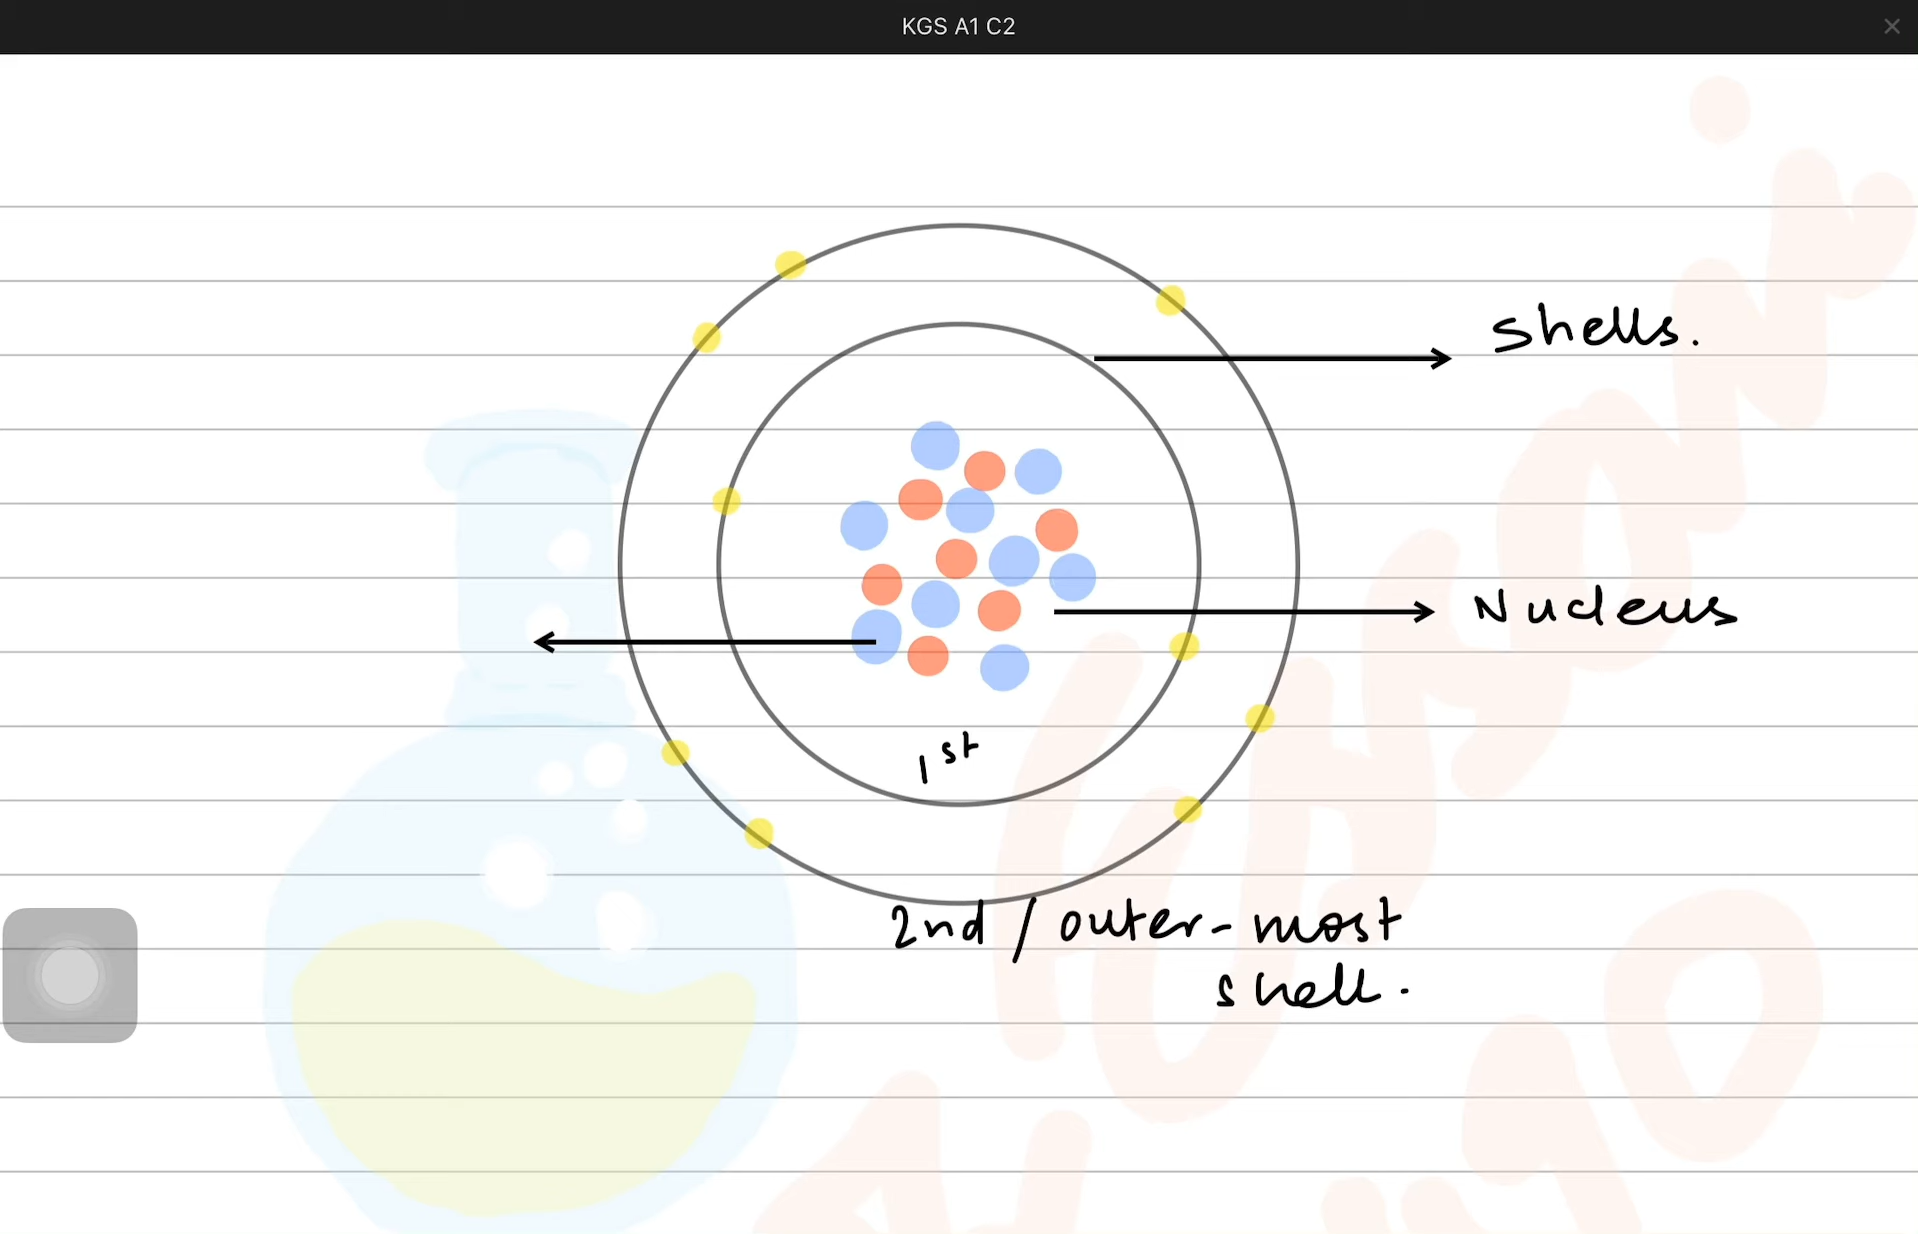 KGS A1 C2
shells.
Nucleus
1st
2nd / outer-most
shell.